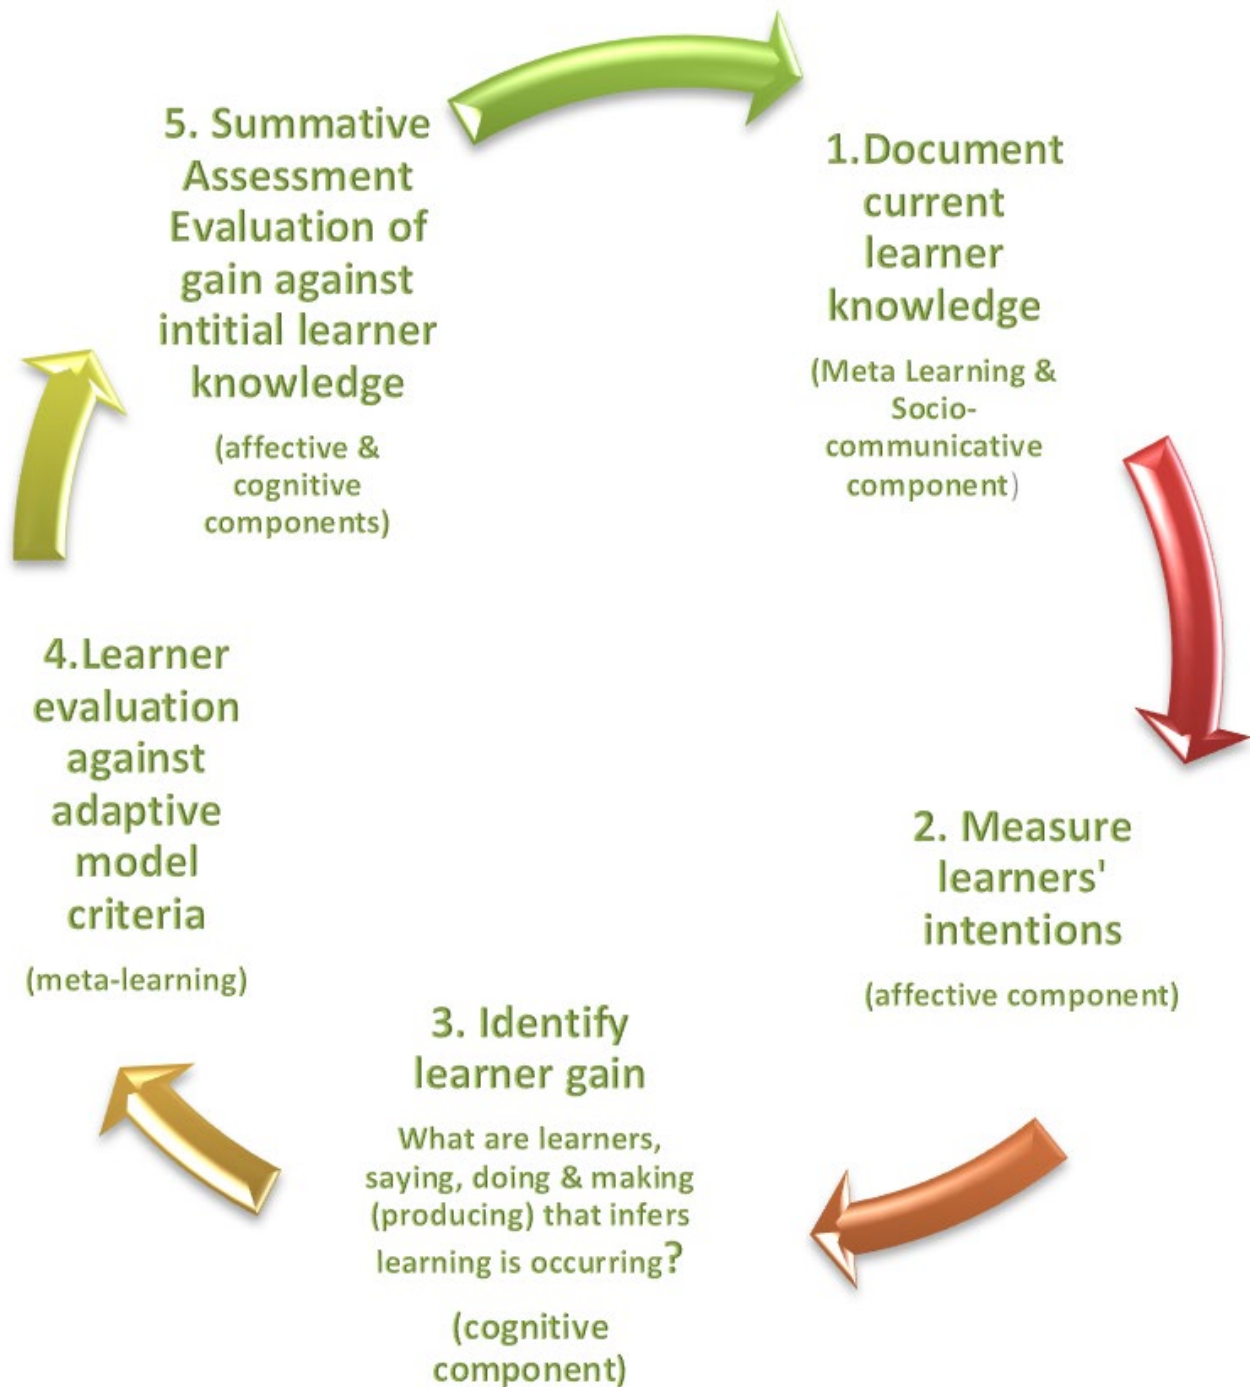 1.Document
current
learner
knowledge
(Meta Learning &
Socio-
communicative
component)
2. Measure
learners'
intentions
(affective component)
3. Identify
learner gain
What are learners,
saying, doing & making
(producing) that infers
learning is occurring?
(cognitive
component)
4.Learner
evaluation
against
adaptive
model
criteria
(meta-learning)
5. Summative
Assessment
Evaluation of
gain against
intitial learner
knowledge
(affective &
cognitive
components)